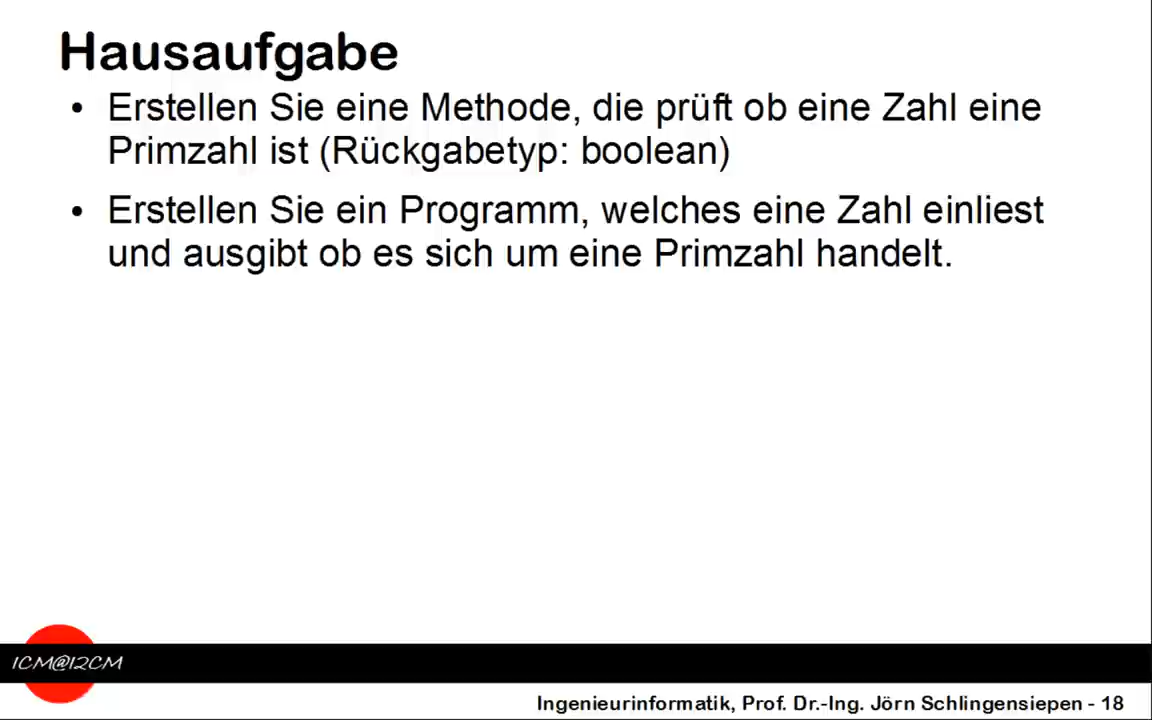 Hausaufgabe
• Erstellen Sie eine Methode, die prüft ob eine Zahl eine
Primzahl ist (Rückgabetyp: boolean)
• Erstellen Sie ein Programm, welches eine Zahl einliest
und ausgibt ob es sich um eine Primzahl handelt.
1CM@12CM
Ingenieurinformatik, Prof. Dr.-Ing. Jörn Schlingensiepen - 18